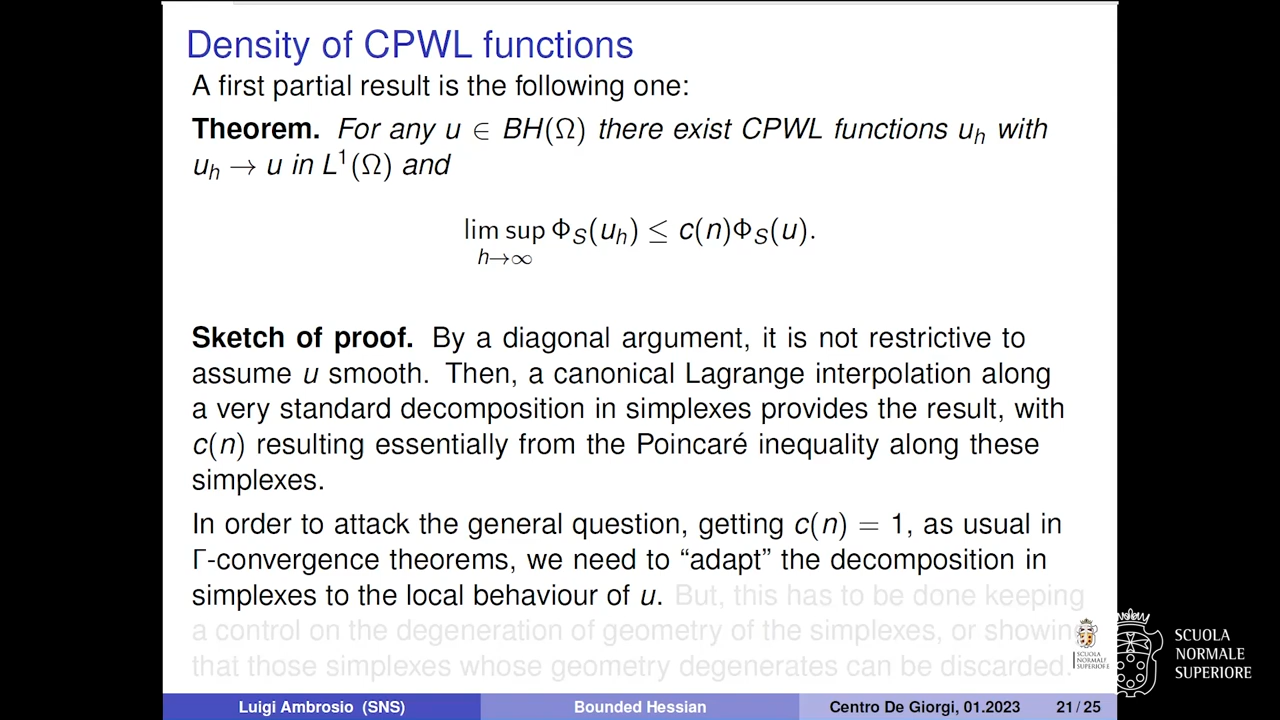 Density of CPWL functions
A first partial result is the following one:
Theorem. For any u ∈ BH(Ω) there exist CPWL functions uₕ with
uₕ → u in L¹(Ω) and
lim sup Φ_S(uₕ) ≤ c(n)Φ_S(u).
h→∞
Sketch of proof. By a diagonal argument, it is not restrictive to
assume u smooth. Then, a canonical Lagrange interpolation along
a very standard decomposition in simplexes provides the result, with
c(n) resulting essentially from the Poincaré inequality along these
simplexes.
In order to attack the general question, getting c(n) = 1, as usual in
Γ-convergence theorems, we need to “adapt” the decomposition in
simplexes to the local behaviour of u. But, this has to be done keeping
a control on the degeneration of geometry of the simplexes, or showing
that those simplexes whose geometry degenerates can be discarded.
SCUOLA
NORMALE
SUPERIORE
Luigi Ambrosio (SNS) Bounded Hessian Centro De Giorgi, 01.2023 21 / 25
SCUOLA
NORMALE
SUPERIORE